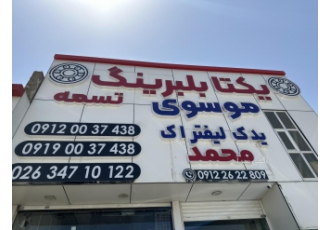 یکتا بلبرینگ
موسوی تسمه
یدک لیفتراک
محمد
0912 00 37 438
0919 00 37 438
026 347 10 122
0912 26 22 809